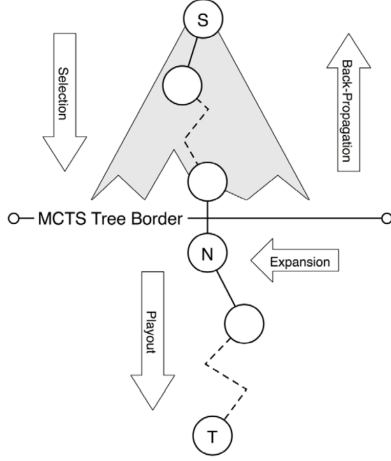 S
Selection
Back-Propagation
MCTS Tree Border
N
Expansion
Playout
T